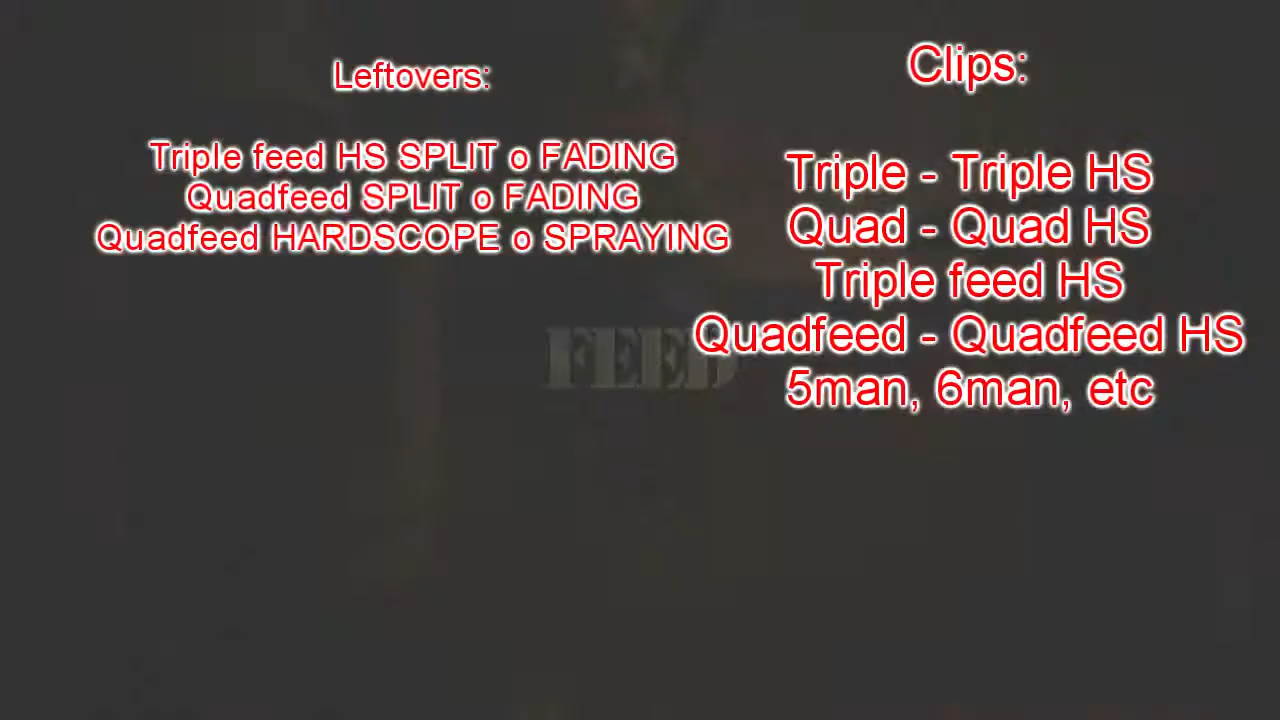 Leftovers:
Triple feed HS SPLIT o FADING
Quadfeed SPLIT o FADING
Quadfeed HARDSCOPE o SPRAYING
Clips:
Triple - Triple HS
Quad - Quad HS
Triple feed HS
Quadfeed - Quadfeed HS
5man, 6man, etc
FEED